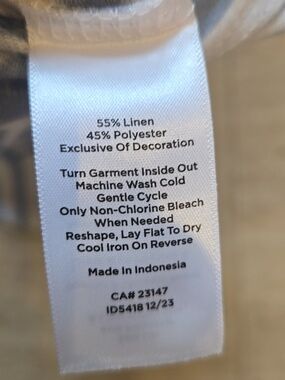 55% Linen
45% Polyester
Exclusive Of Decoration
Turn Garment Inside Out
Machine Wash Cold
Gentle Cycle
Only Non-Chlorine Bleach
When Needed
Reshape, Lay Flat To Dry
Cool Iron On Reverse
Made In Indonesia
CA# 23147
ID5418 12/23